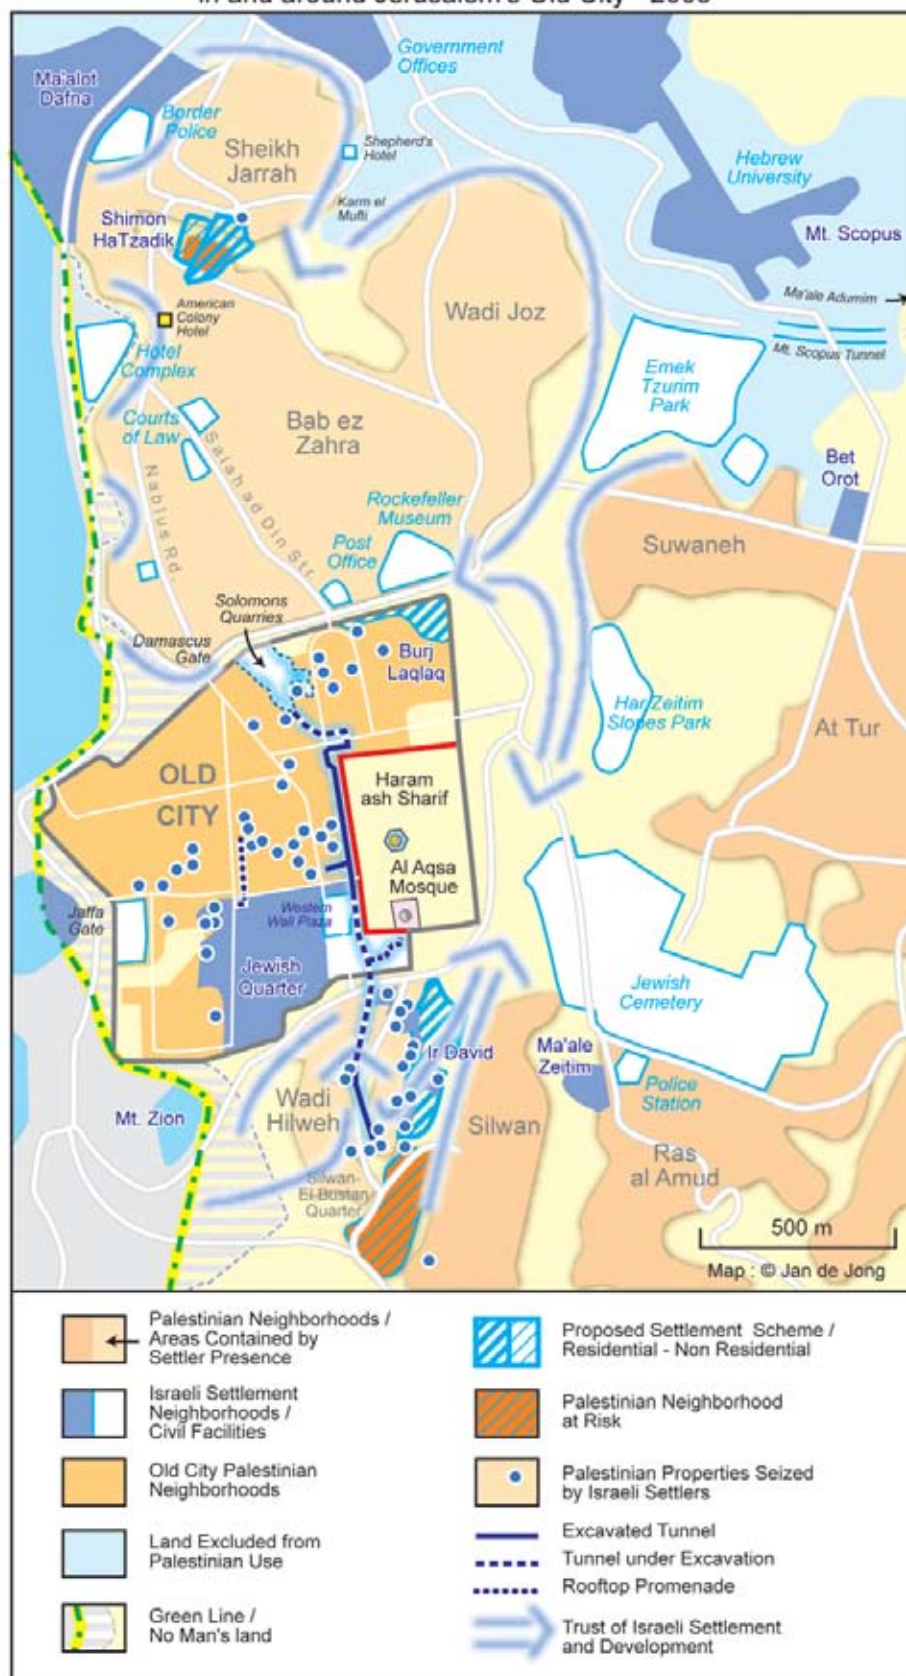 in and around Jerusalem's Old City -
Government
Offices
Ma'alot
Dafna
Border
Police
Sheikh
Jarrah
Shepherd's
Hotel
Hebrew
University
Karm el
Mufti
Shimon
HaTzadik
Mt. Scopus
Ma'ale Adumim
American
Colony
Hotel
Wadi Joz
Mt. Scopus Tunnel
Hotel
Complex
Emek
Tzurim
Park
Courts
of Law
Bab ez
Zahra
Bet
Orot
Nablus Rd.
Salah ad Din Str.
Rockefeller
Museum
Suwaneh
Post
Office
Solomons
Quarries
Damascus
Gate
Burj
Laqlaq
Har Zeitim
Slopes Park
At Tur
OLD
CITY
Haram
ash Sharif
Al Aqsa
Mosque
Jaffa
Gate
Western
Wall Plaza
Jewish
Quarter
Jewish
Cemetery
Ir David
Ma'ale
Zeitim
Police
Station
Mt. Zion
Wadi
Hilweh
Silwan
Ras
al Amud
Silwan-
El-Bustan
Quarter
500 m
Map : © Jan de Jong
Palestinian Neighborhoods /
Areas Contained by
Settler Presence
Israeli Settlement
Neighborhoods /
Civil Facilities
Old City Palestinian
Neighborhoods
Land Excluded from
Palestinian Use
Green Line /
No Man's land
Proposed Settlement Scheme /
Residential - Non Residential
Palestinian Neighborhood
at Risk
Palestinian Properties Seized
by Israeli Settlers
Excavated Tunnel
Tunnel under Excavation
Rooftop Promenade
Trust of Israeli Settlement
and Development